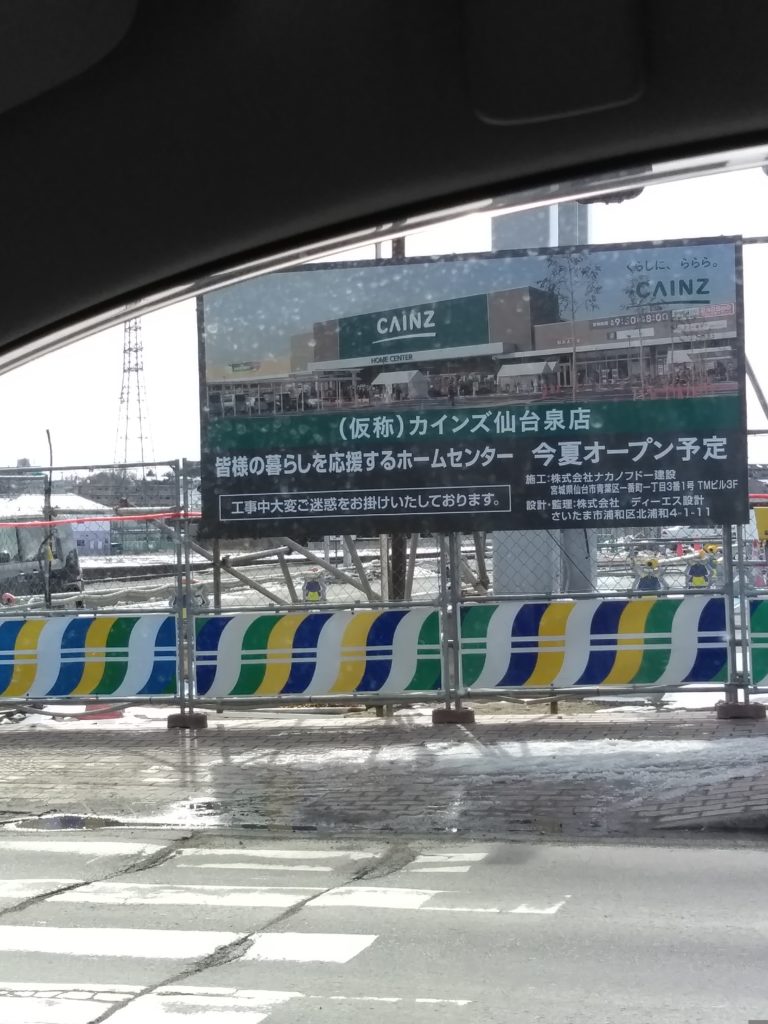 くらしに、ららら。
CAINZ
CAINZ
HOME CENTER
(仮称)カインズ仙台泉店
皆様の暮らしを応援するホームセンター 今夏オープン予定
工事中大変ご迷惑をお掛けいたしております。
施工:株式会社ナカノフドー建設
宮城県仙台市青葉区一番町一丁目3番1号 TMビル3F
設計・監理:株式会社 ディーエス設計
さいたま市浦和区北浦和4-1-11